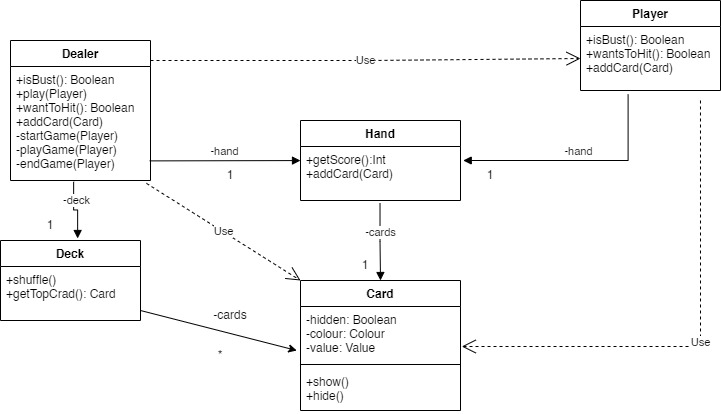 Player
+isBust(): Boolean
+wantsToHit(): Boolean
+addCard(Card)
Dealer
+isBust(): Boolean
+play(Player)
+wantToHit(): Boolean
+addCard(Card)
-startGame(Player)
-playGame(Player)
-endGame(Player)
Use
Hand
+getScore():Int
+addCard(Card)
-hand
1
-hand
1
-deck
1
Use
-cards
1
Deck
+shuffle()
+getTopCrad(): Card
-cards
*
Card
-hidden: Boolean
-colour: Colour
-value: Value
+show()
+hide()
Use